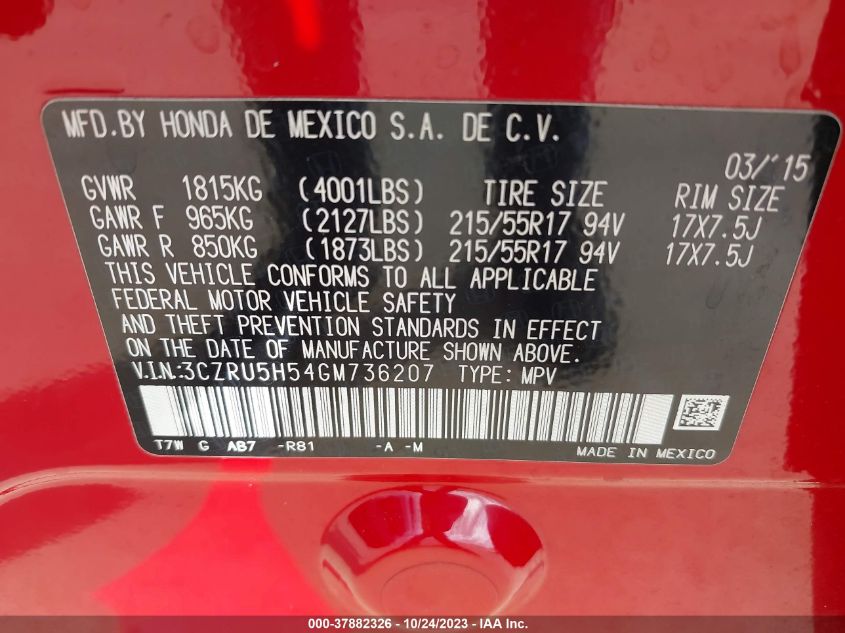 MFD.BY HONDA DE MEXICO S.A. DE C.V.
03/'15
GVWR 1815KG (4001LBS) TIRE SIZE RIM SIZE
GAWR F 965KG (2127LBS) 215/55R17 94V 17X7.5J
GAWR R 850KG (1873LBS) 215/55R17 94V 17X7.5J
THIS VEHICLE CONFORMS TO ALL APPLICABLE
FEDERAL MOTOR VEHICLE SAFETY
AND THEFT PREVENTION STANDARDS IN EFFECT
ON THE DATE OF MANUFACTURE SHOWN ABOVE.
V.IN.:3CZRU5H54GM736207 TYPE: MPV
T7W G AB7 -R81 -A -M
MADE IN MEXICO
000-37882326 - 10/24/2023 - IAA Inc.